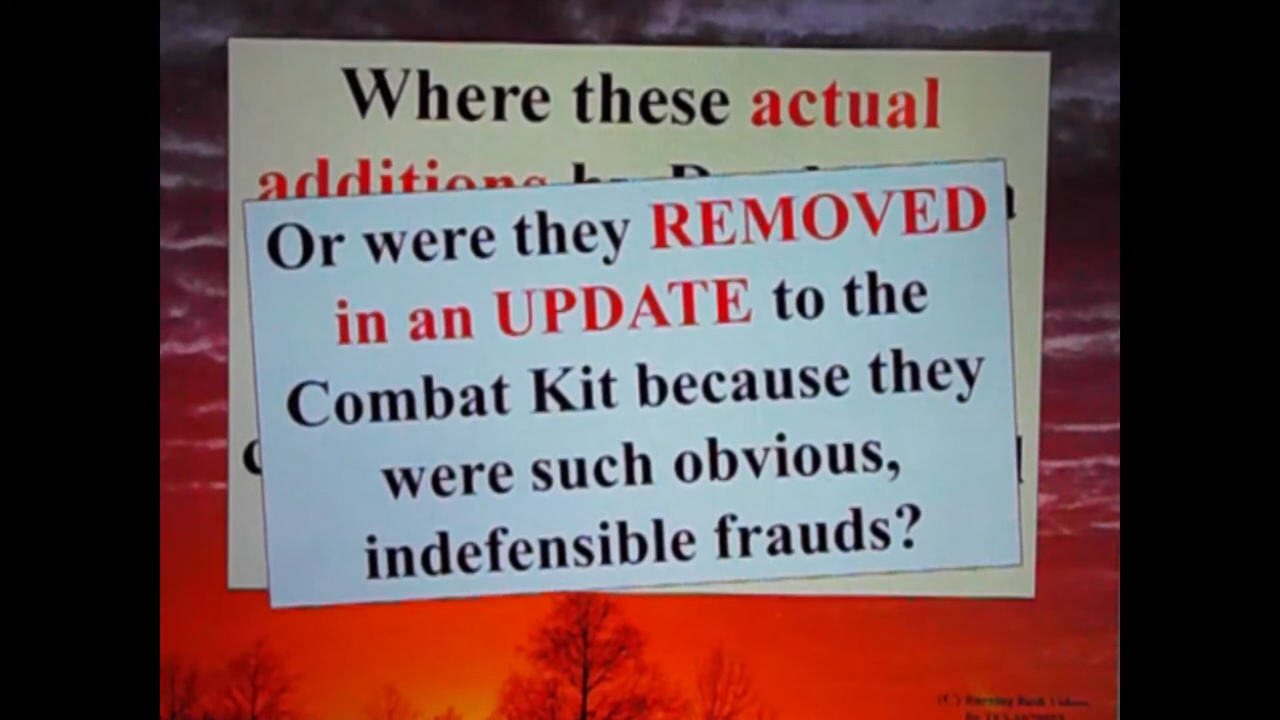 Where these actual
additions
Or were they REMOVED
in an UPDATE to the
Combat Kit because they
were such obvious,
indefensible frauds?